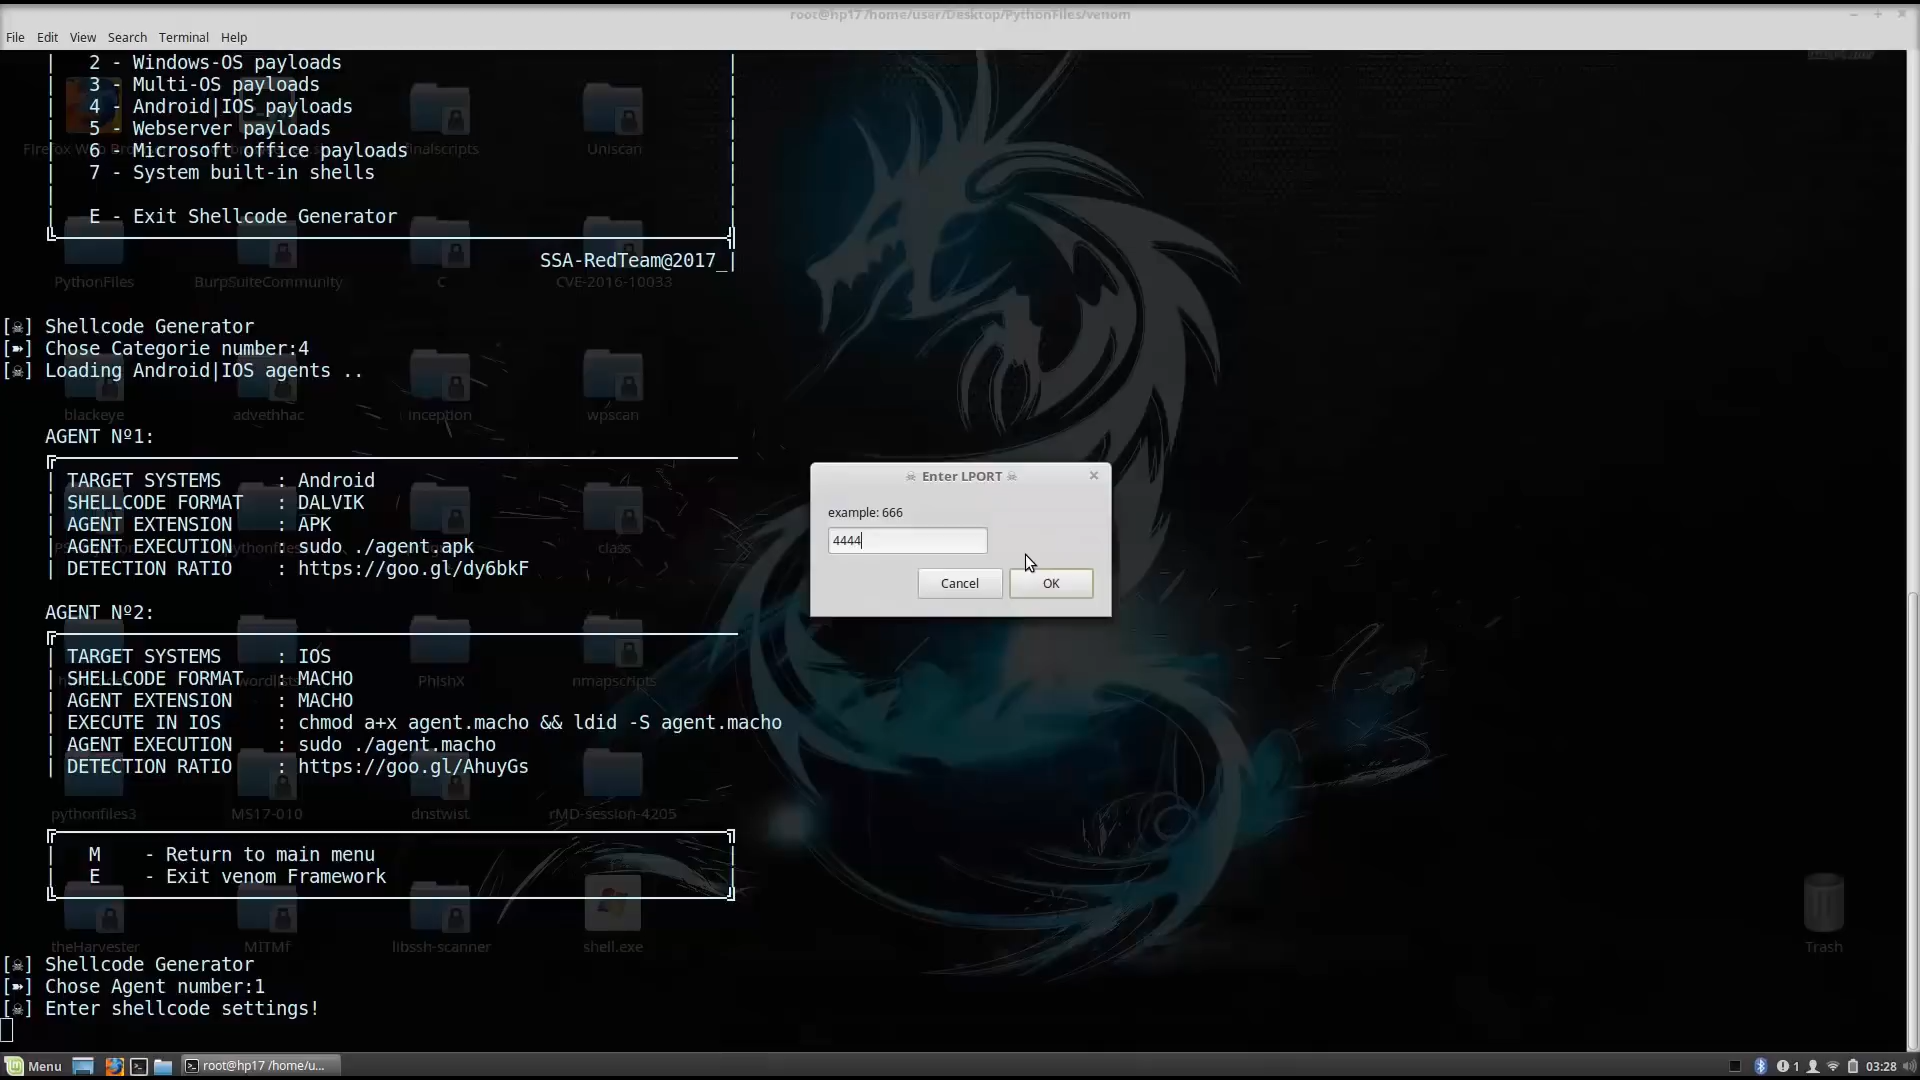 root@hp17 /home/user/Desktop/PythonFiles/venom
File Edit View Search Terminal Help
2 - Windows-OS payloads
3 - Multi-OS payloads
4 - Android|IOS payloads
5 - Webserver payloads
6 - Microsoft office payloads
7 - System built-in shells
E - Exit Shellcode Generator
SSA-RedTeam@2017_|
finalscripts
Uniscan
PythonFiles
BurpSuiteCommunity
C
CVE-2016-10033
[☠] Shellcode Generator
[➽] Chose Categorie number:4
[☠] Loading Android|IOS agents ..
blackeye
advethhac
inception
wpscan
AGENT Nº1:
TARGET SYSTEMS : Android
SHELLCODE FORMAT : DALVIK
AGENT EXTENSION : APK
AGENT EXECUTION : sudo ./agent.apk
DETECTION RATIO : https://goo.gl/dy6bkF
class
☠ Enter LPORT ☠
example: 666
4444
Cancel
OK
AGENT Nº2:
TARGET SYSTEMS : IOS
SHELLCODE FORMAT : MACHO
AGENT EXTENSION : MACHO
EXECUTE IN IOS : chmod a+x agent.macho && ldid -S agent.macho
AGENT EXECUTION : sudo ./agent.macho
DETECTION RATIO : https://goo.gl/AhuyGs
wordlists
PhishX
nmapscripts
pythonfiles3
MS17-010
dnstwist
rMD-session-4205
M - Return to main menu
E - Exit venom Framework
theHarvester
MITMf
libssh-scanner
shell.exe
Trash
[☠] Shellcode Generator
[➽] Chose Agent number:1
[☠] Enter shellcode settings!
Menu
root@hp17 /home/u...
1
03:28